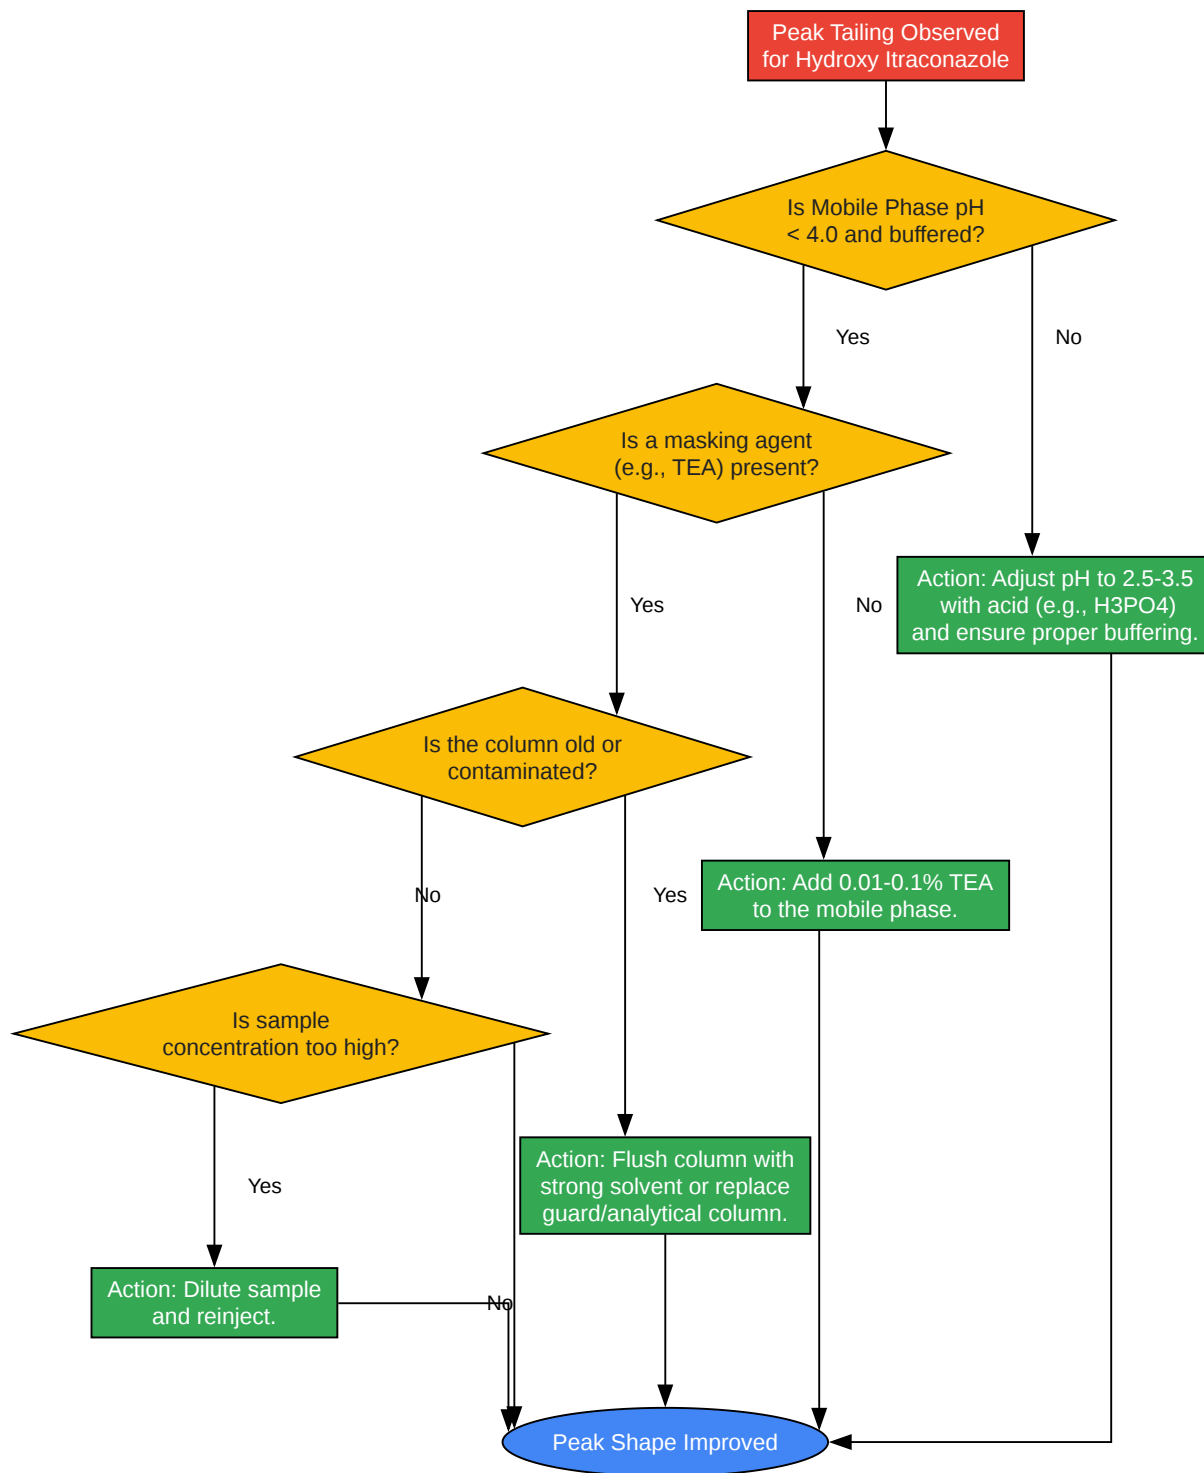 Peak Tailing Observed
for Hydroxy Itraconazole
Is Mobile Phase pH
< 4.0 and buffered?
Yes
No
Is a masking agent
(e.g., TEA) present?
Yes
No
Action: Adjust pH to 2.5-3.5
with acid (e.g., H3PO4)
and ensure proper buffering.
Is the column old or
contaminated?
No
Yes
Action: Add 0.01-0.1% TEA
to the mobile phase.
Is sample
concentration too high?
Yes
Action: Flush column with
strong solvent or replace
guard/analytical column.
Action: Dilute sample
and reinject.
No
Peak Shape Improved